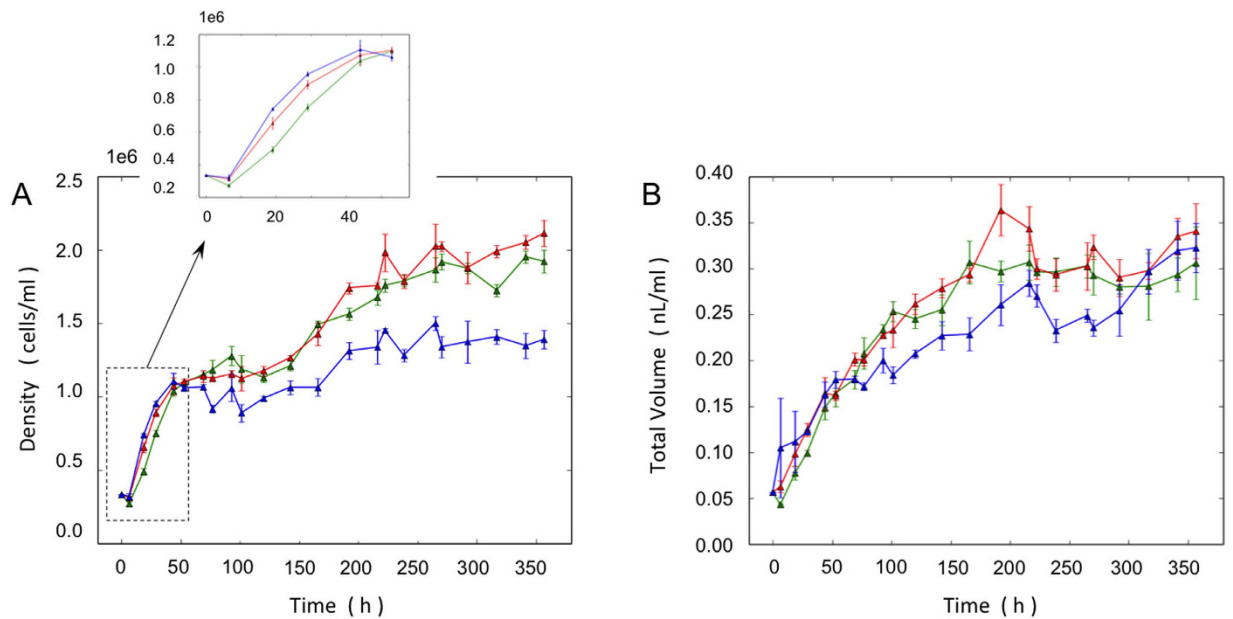 1e6
1.2
1.0
0.8
0.6
0.4
0.2
0 20 40
A
1e6
2.5
2.0
1.5
1.0
0.5
0.0
Density ( cells/ml )
0 50 100 150 200 250 300 350
Time ( h )
B
0.40
0.35
0.30
0.25
0.20
0.15
0.10
0.05
0.00
Total Volume ( nL/ml )
0 50 100 150 200 250 300 350
Time ( h )